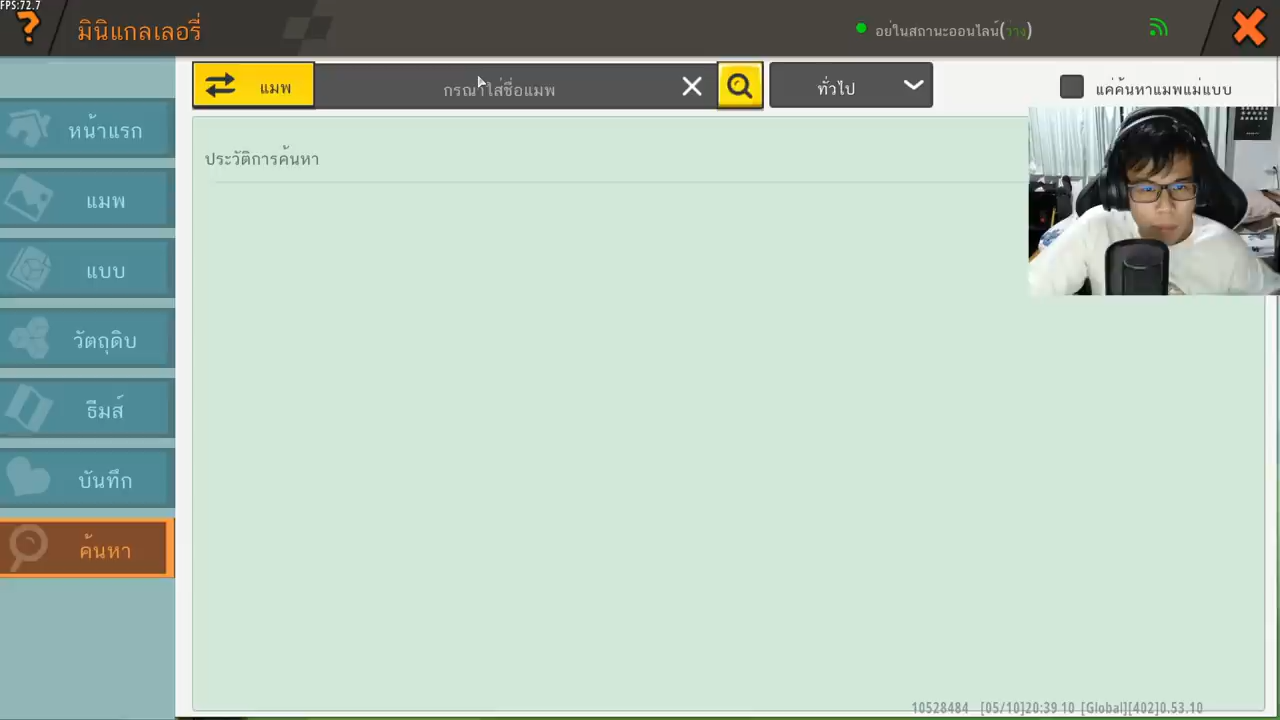 FPS:72.7
มินิแกลเลอรี่
อยู่ในสถานะออนไลน์(ว่าง)
แมพ
กรุณาใส่ชื่อแมพ
ทั่วไป
แค่ค้นหาแมพแม่แบบ
หน้าแรก
ประวัติการค้นหา
แมพ
แบบ
วัตถุดิบ
ธีมส์
บันทึก
ค้นหา
10528484 [05/10]20:39 10 [Global][402]0.53.10